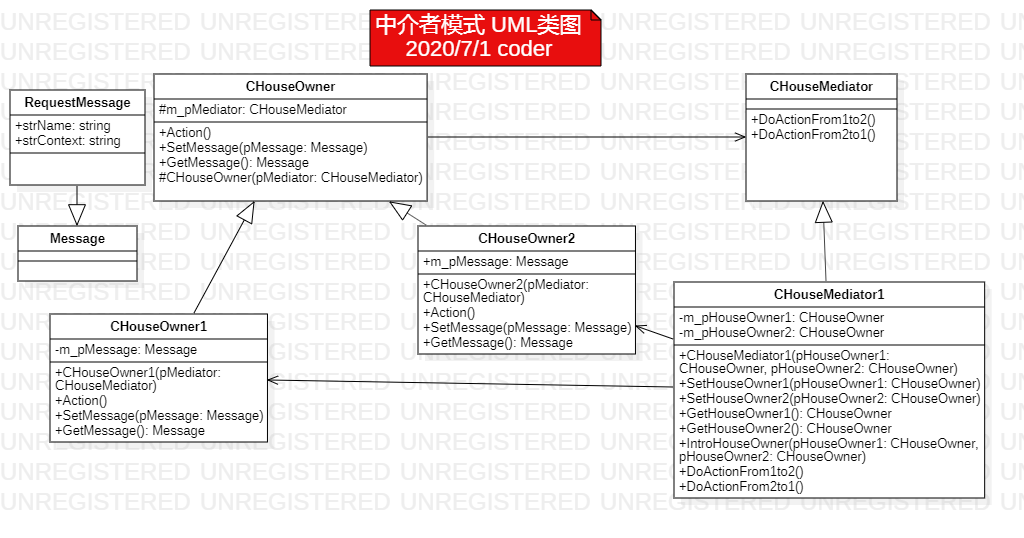 中介者模式 UML类图
2020/7/1 coder
RequestMessage
+strName: string
+strContext: string
Message
CHouseOwner
#m_pMediator: CHouseMediator
+Action()
+SetMessage(pMessage: Message)
+GetMessage(): Message
#CHouseOwner(pMediator: CHouseMediator)
CHouseMediator
+DoActionFrom1to2()
+DoActionFrom2to1()
CHouseOwner2
+m_pMessage: Message
+CHouseOwner2(pMediator:
CHouseMediator)
+Action()
+SetMessage(pMessage: Message)
+GetMessage(): Message
CHouseOwner1
-m_pMessage: Message
+CHouseOwner1(pMediator:
CHouseMediator)
+Action()
+SetMessage(pMessage: Message)
+GetMessage(): Message
CHouseMediator1
-m_pHouseOwner1: CHouseOwner
-m_pHouseOwner2: CHouseOwner
+CHouseMediator1(pHouseOwner1:
CHouseOwner, pHouseOwner2: CHouseOwner)
+SetHouseOwner1(pHouseOwner1: CHouseOwner)
+SetHouseOwner2(pHouseOwner2: CHouseOwner)
+GetHouseOwner1(): CHouseOwner
+GetHouseOwner2(): CHouseOwner
+IntroHouseOwner(pHouseOwner1: CHouseOwner,
pHouseOwner2: CHouseOwner)
+DoActionFrom1to2()
+DoActionFrom2to1()
UNREGISTERED